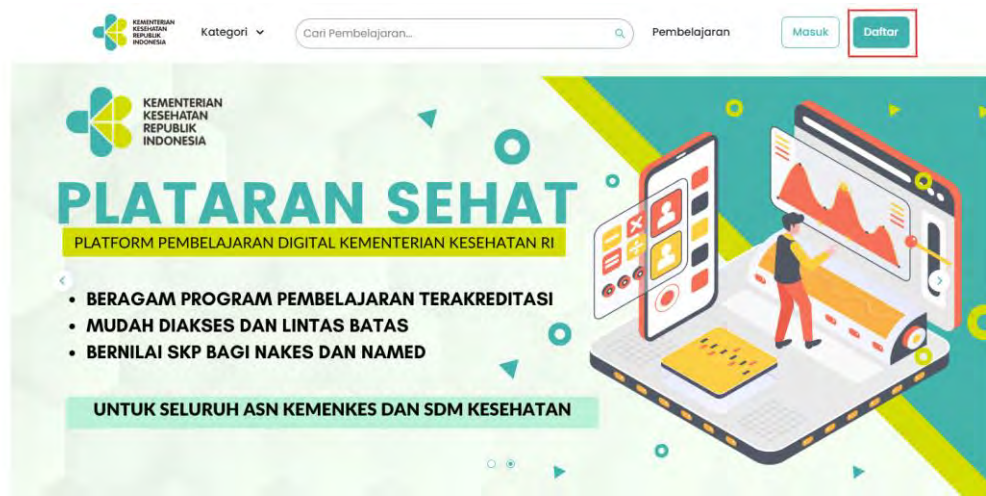 KEMENTERIAN
KESEHATAN
REPUBLIK
INDONESIA
Kategori
Cari Pembelajaran...
Pembelajaran
Masuk
Daftar
KEMENTERIAN
KESEHATAN
REPUBLIK
INDONESIA
PLATARAN SEHAT
PLATFORM PEMBELAJARAN DIGITAL KEMENTERIAN KESEHATAN RI
• BERAGAM PROGRAM PEMBELAJARAN TERAKREDITASI
• MUDAH DIAKSES DAN LINTAS BATAS
• BERNILAI SKP BAGI NAKES DAN NAMED
UNTUK SELURUH ASN KEMENKES DAN SDM KESEHATAN